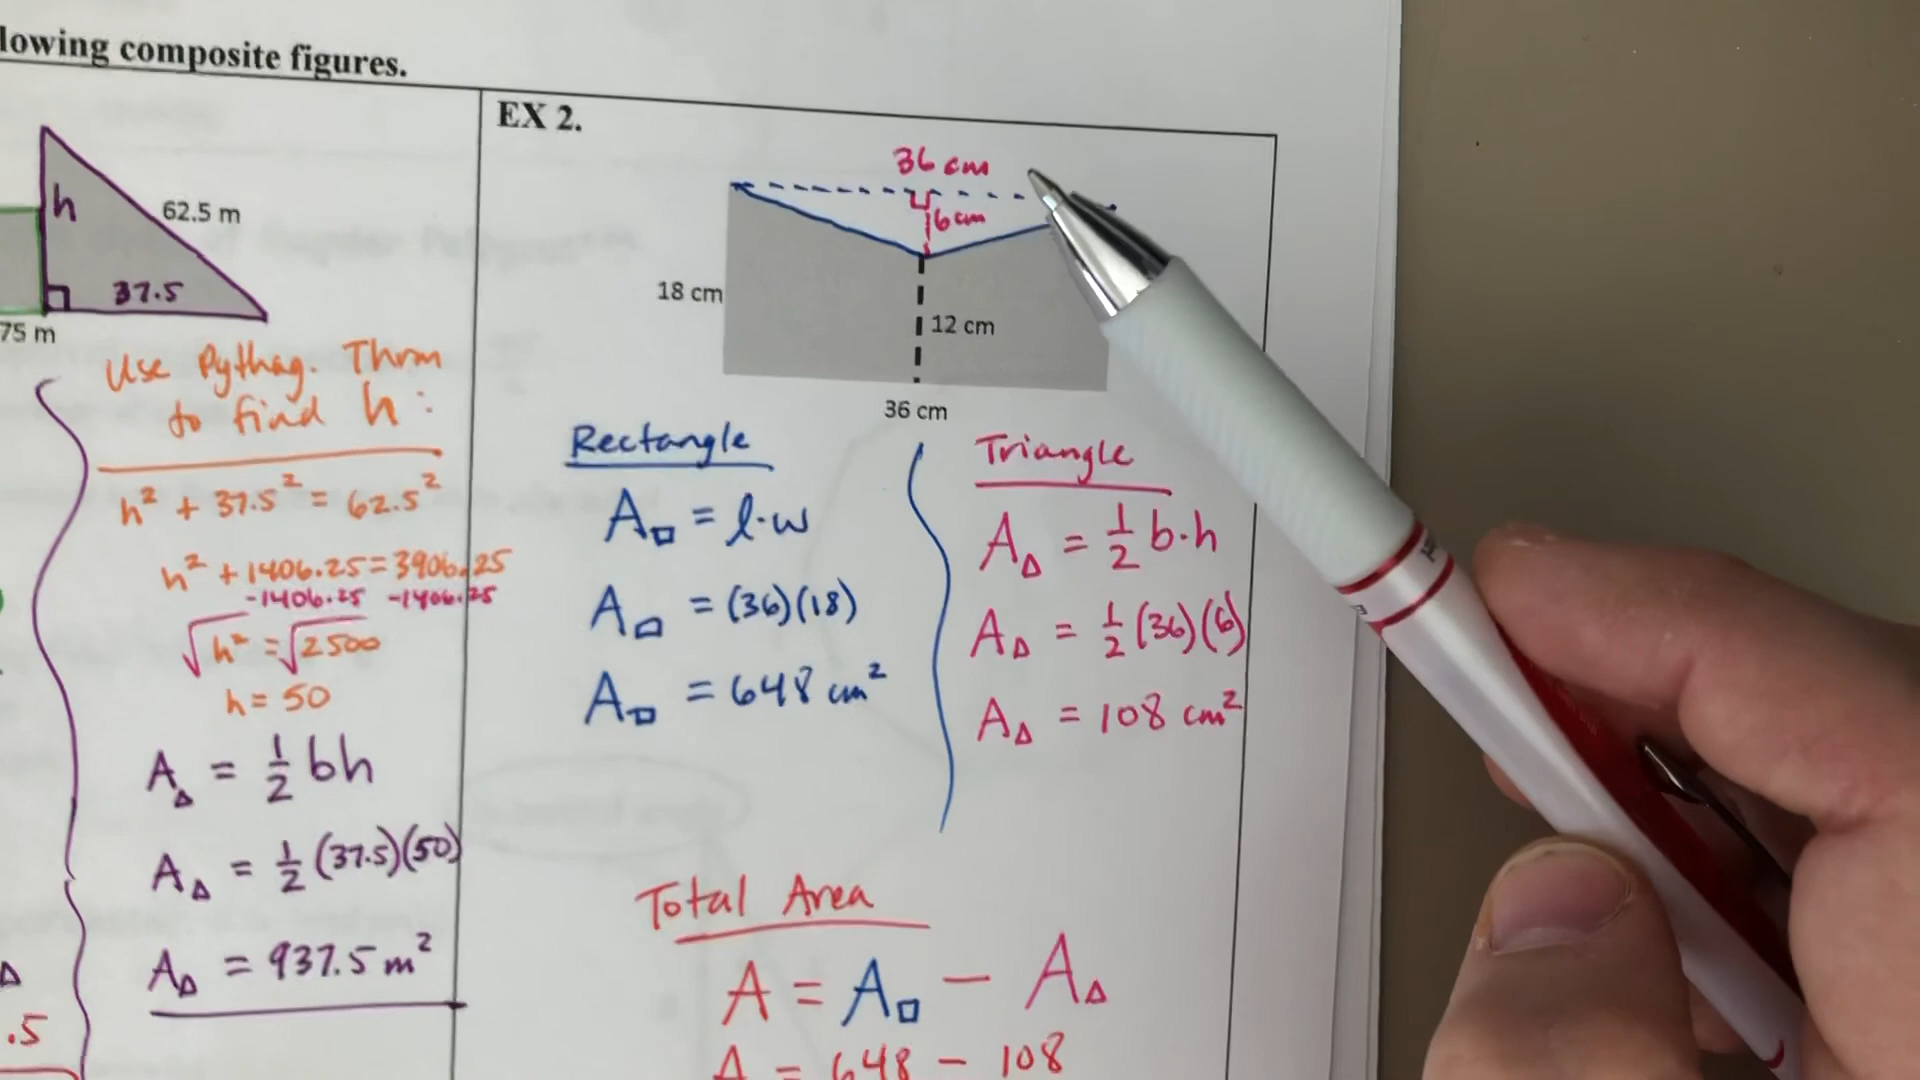 lowing composite figures.
h
62.5 m
37.5
75 m
Use Pythag. Thrm
to find h:
h² + 37.5² = 62.5²
h² + 1406.25 = 3906.25
-1406.25 -1406.25
√h² = √2500
h = 50
A△ = 1/2 bh
A△ = 1/2 (37.5)(50)
A△ = 937.5 m²
△
.5
EX 2.
36 cm
6 cm
18 cm
12 cm
36 cm
Rectangle
A▭ = l·w
A▭ = (36)(18)
A▭ = 648 cm²
Triangle
A△ = 1/2 b·h
A△ = 1/2 (36)(6)
A△ = 108 cm²
Total Area
A = A▭ - A△
A = 648 - 108